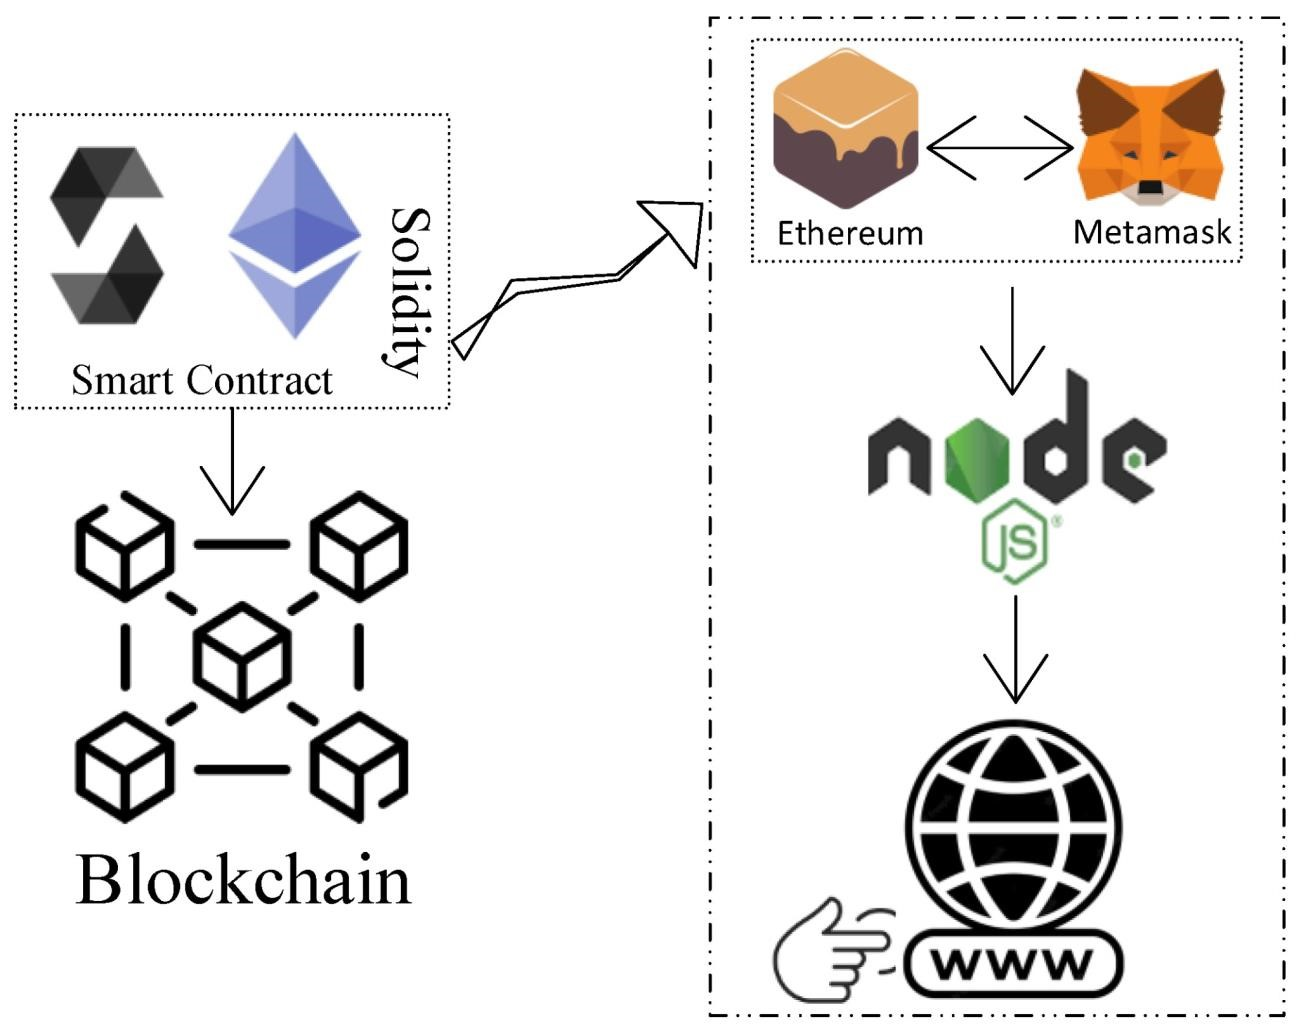 Solidity
Smart Contract
Blockchain
Ethereum
Metamask
node
JS®
www